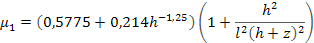 μ₁ = (0,5775 + 0,214h⁻¹·²⁵) (1 + h² / (l²(h + z)²))